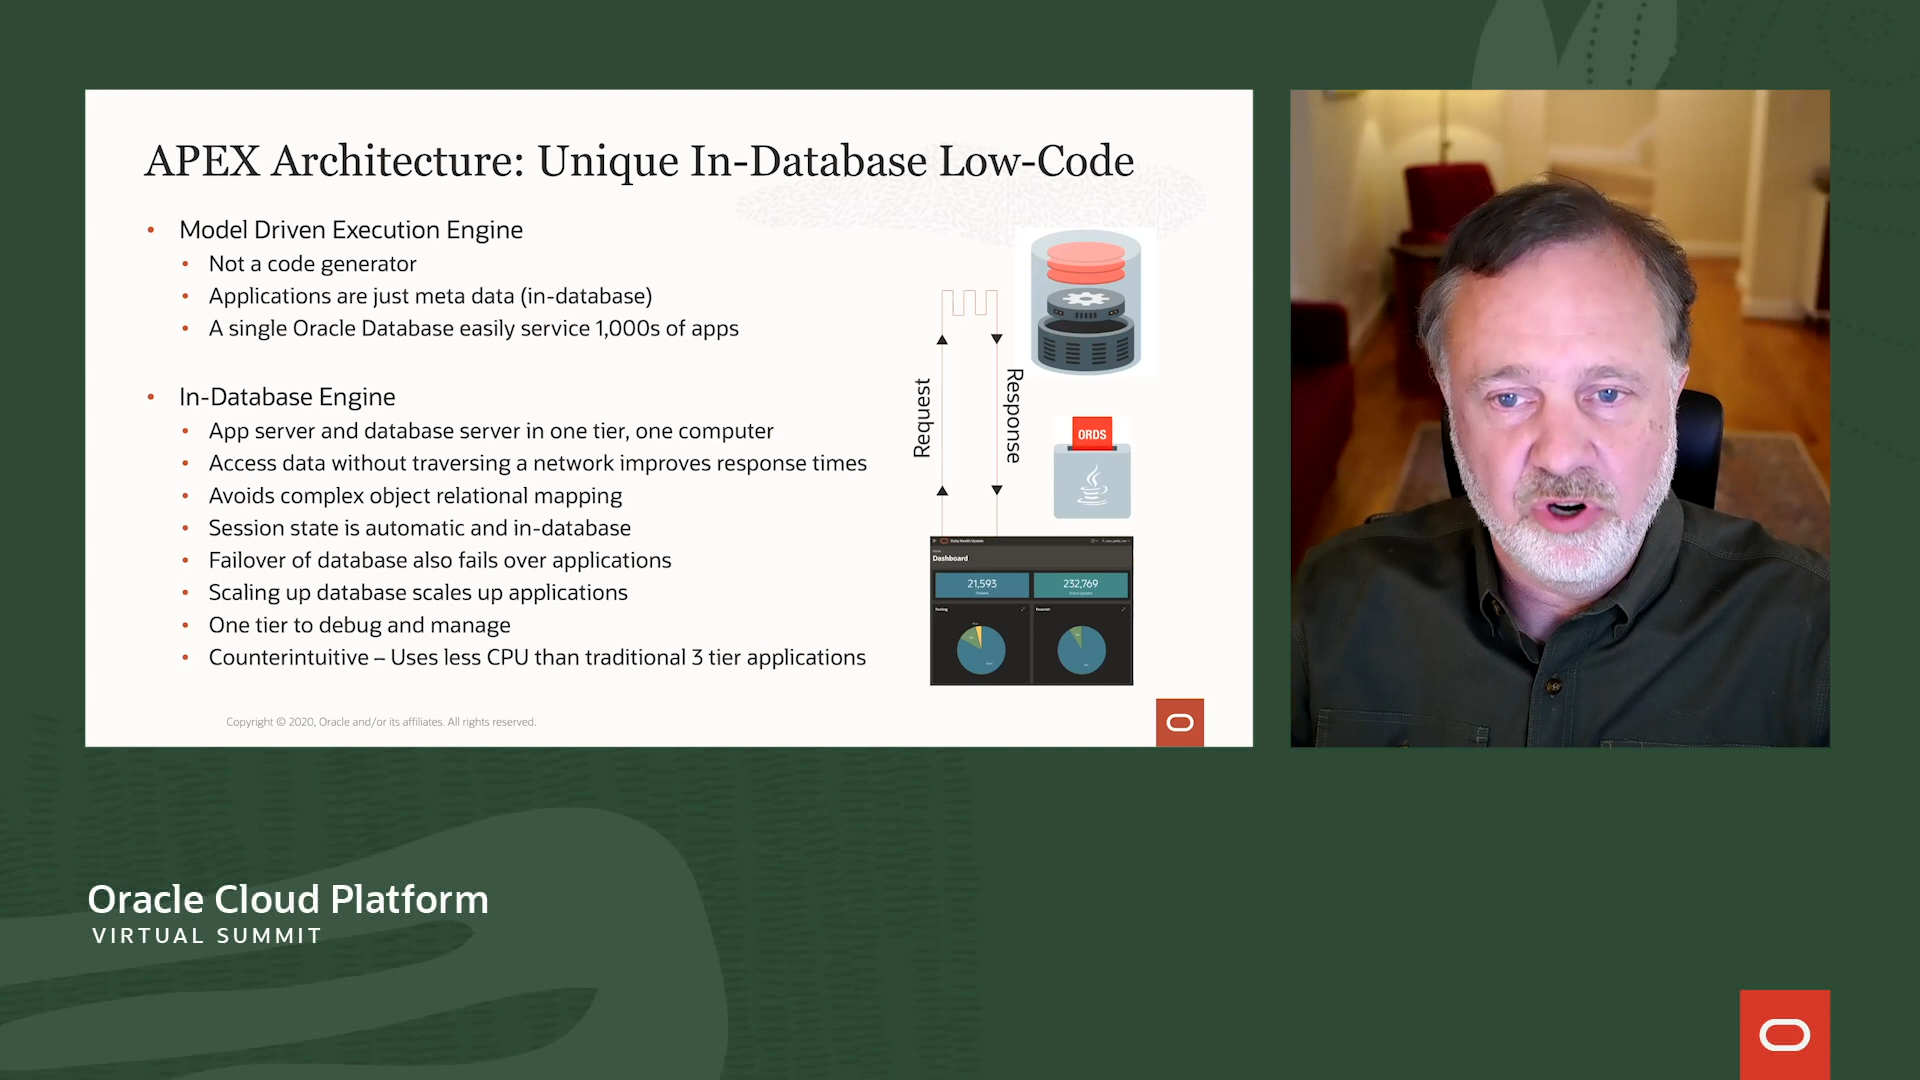 APEX Architecture: Unique In-Database Low-Code
• Model Driven Execution Engine
• Not a code generator
• Applications are just meta data (in-database)
• A single Oracle Database easily service 1,000s of apps
• In-Database Engine
• App server and database server in one tier, one computer
• Access data without traversing a network improves response times
• Avoids complex object relational mapping
• Session state is automatic and in-database
• Failover of database also fails over applications
• Scaling up database scales up applications
• One tier to debug and manage
• Counterintuitive – Uses less CPU than traditional 3 tier applications
Request
Response
ORDS
Dashboard
21,593
232,769
Copyright © 2020, Oracle and/or its affiliates. All rights reserved.
Oracle Cloud Platform
VIRTUAL SUMMIT